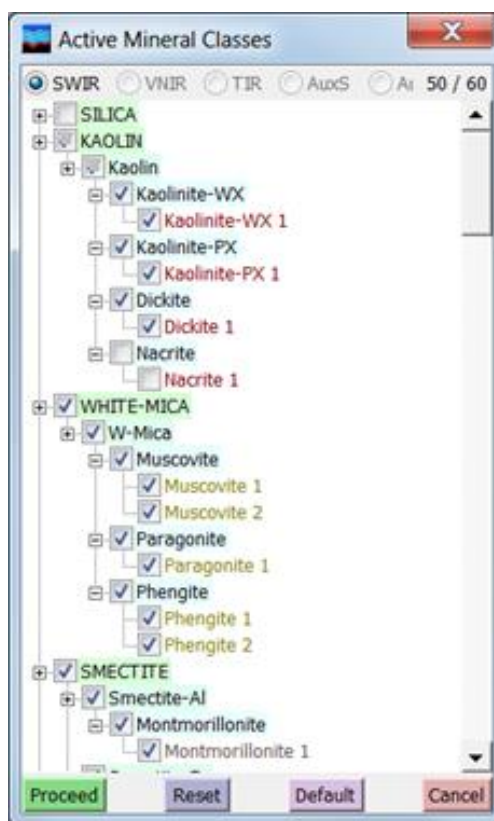 Active Mineral Classes
SWIR VNIR TIR AuxS 50 / 60
SILICA
KAOLIN
Kaolin
Kaolinite-WX
Kaolinite-WX 1
Kaolinite-PX
Kaolinite-PX 1
Dickite
Dickite 1
Nacrite
Nacrite 1
WHITE-MICA
W-Mica
Muscovite
Muscovite 1
Muscovite 2
Paragonite
Paragonite 1
Phengite
Phengite 1
Phengite 2
SMECTITE
Smectite-Al
Montmorillonite
Montmorillonite 1
Proceed Reset Default Cancel